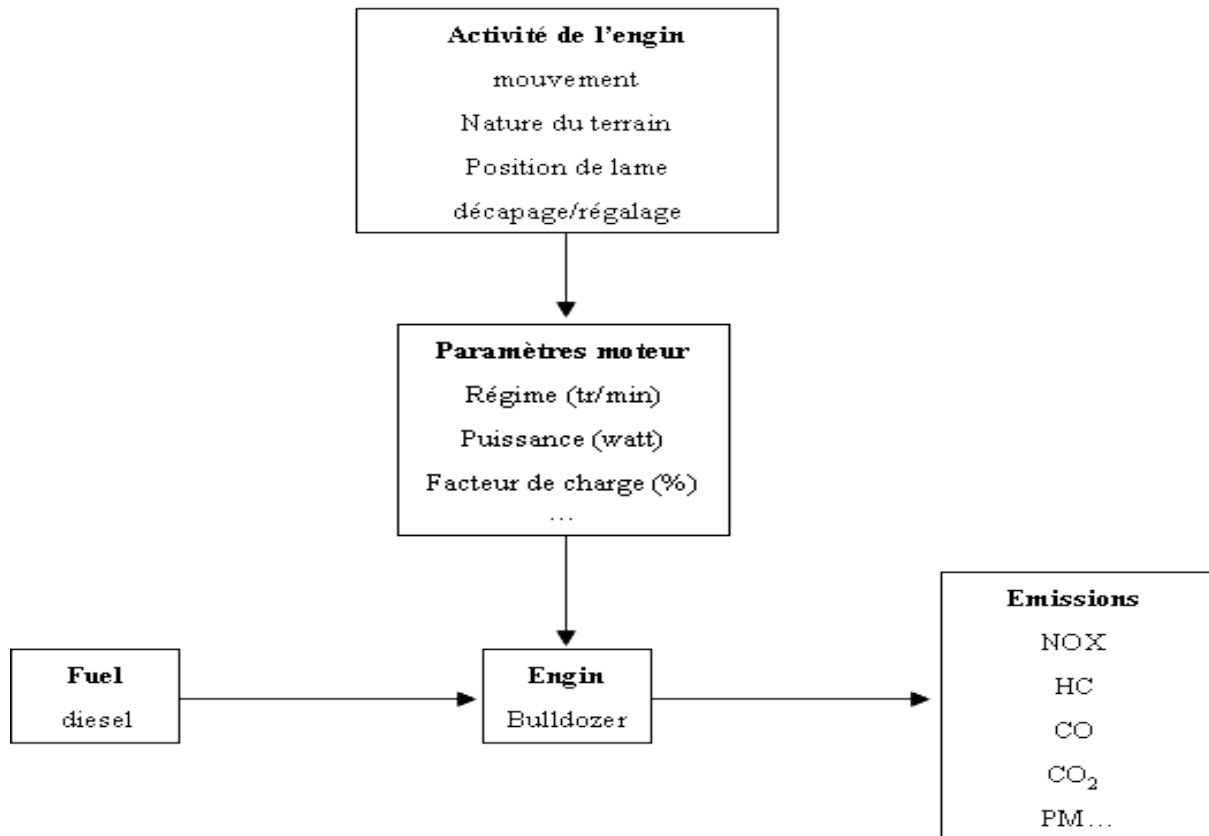 Activité de l'engin
mouvement
Nature du terrain
Position de lame
décapage/régalage
Paramètres moteur
Régime (tr/min)
Puissance (watt)
Facteur de charge (%)
...
Fuel
diesel
Engin
Bulldozer
Emissions
NOX
HC
CO
CO₂
PM...